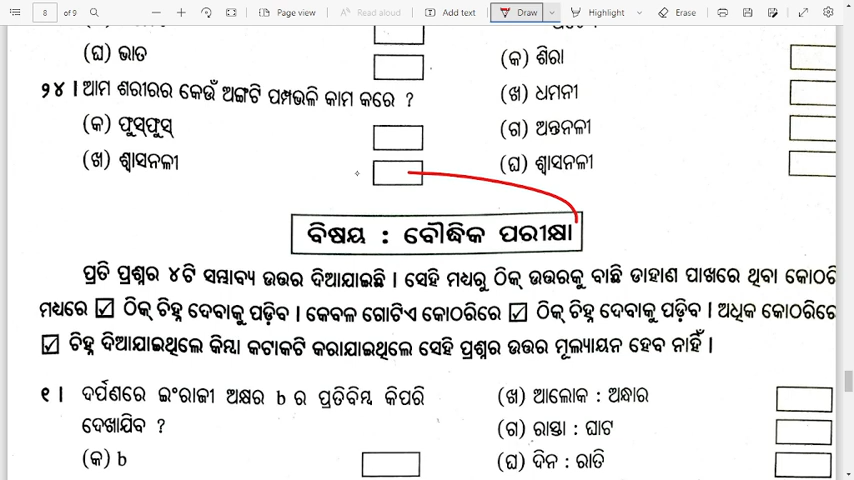 8 of 9
Page view
Read aloud
Add text
Draw
Highlight
Erase
(ଘ) ଭାତ
୨୪ । ଆମ ଶରୀରର କେଉଁ ଅଙ୍ଗଟି ପମ୍ପଭଳି କାମ କରେ ?
(କ) ଫୁସ୍‌ଫୁସ୍
(ଖ) ଶ୍ୱାସନଳୀ
(କ) ଶିରା
(ଖ) ଧମନୀ
(ଗ) ଅନ୍ତନଳୀ
(ଘ) ଶ୍ୱାସନଳୀ
ବିଷୟ : ବୌଦ୍ଧିକ ପରୀକ୍ଷା
ପ୍ରତି ପ୍ରଶ୍ନର ୪ଟି ସମ୍ଭାବ୍ୟ ଉତ୍ତର ଦିଆଯାଇଛି । ସେହି ମଧ୍ୟରୁ ଠିକ୍ ଉତ୍ତରକୁ ବାଛି ଡାହାଣ ପାଖରେ ଥିବା କୋଠରି
ମଧ୍ୟରେ ☑ ଠିକ୍ ଚିହ୍ନ ଦେବାକୁ ପଡ଼ିବ । କେବଳ ଗୋଟିଏ କୋଠରିରେ ☑ ଠିକ୍ ଚିହ୍ନ ଦେବାକୁ ପଡ଼ିବ । ଅଧିକ କୋଠରିରେ
☑ ଚିହ୍ନ ଦିଆଯାଇଥିଲେ କିମ୍ବା କଟାକଟି କରାଯାଇଥିଲେ ସେହି ପ୍ରଶ୍ନର ଉତ୍ତର ମୂଲ୍ୟାୟନ ହେବ ନାହିଁ ।
୧ । ଦର୍ପଣରେ ଇଂରାଜୀ ଅକ୍ଷର b ର ପ୍ରତିବିମ୍ବ କିପରି
ଦେଖାଯିବ ?
(କ) b
(ଖ) ଆଲୋକ : ଅନ୍ଧାର
(ଗ) ରାସ୍ତା : ଘାଟ
(ଘ) ଦିନ : ରାତି